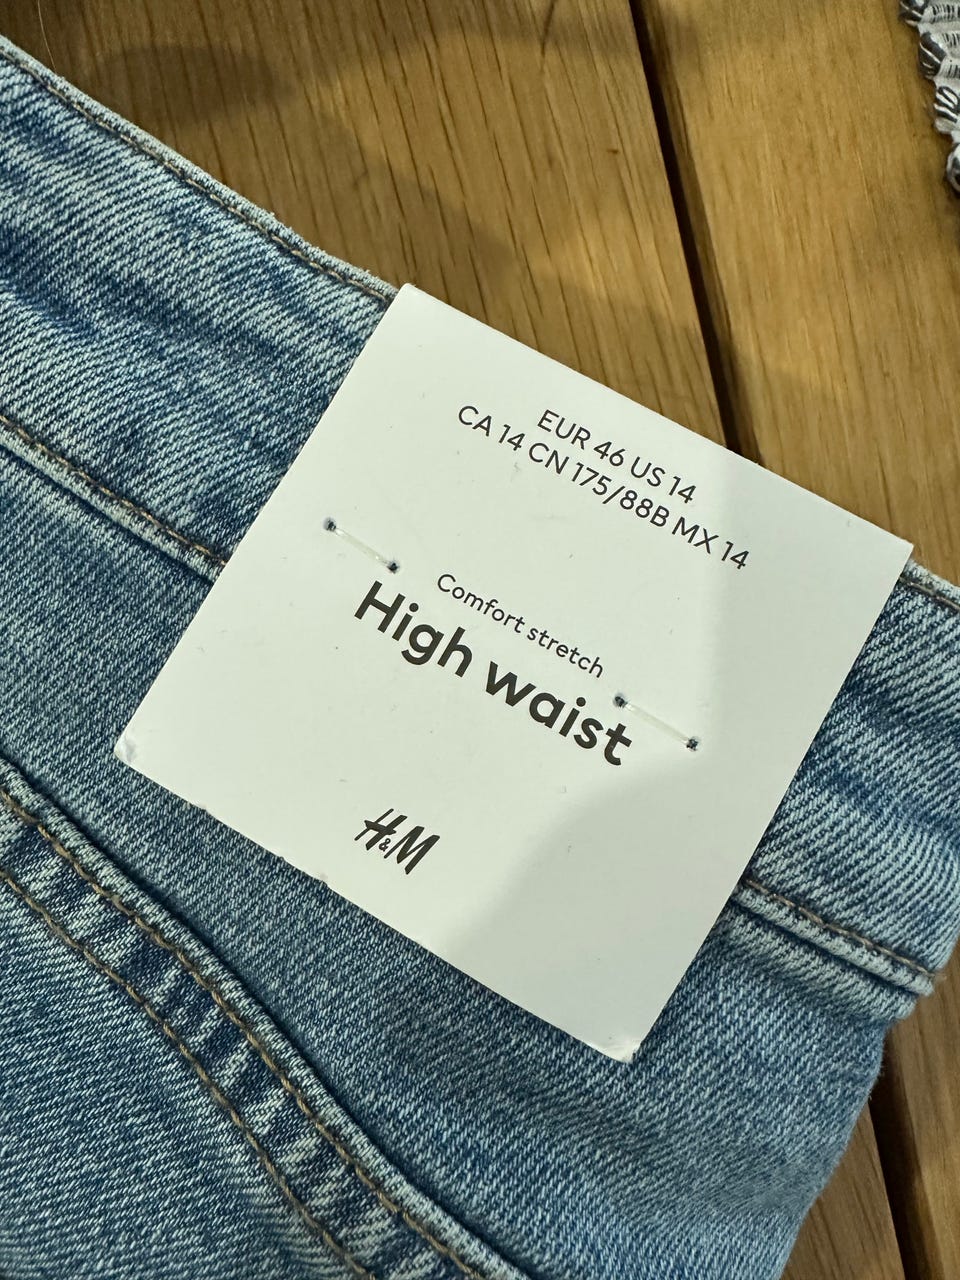 EUR 46 US 14
CA 14 CN 175/88B MX 14
Comfort stretch
High waist
H&M